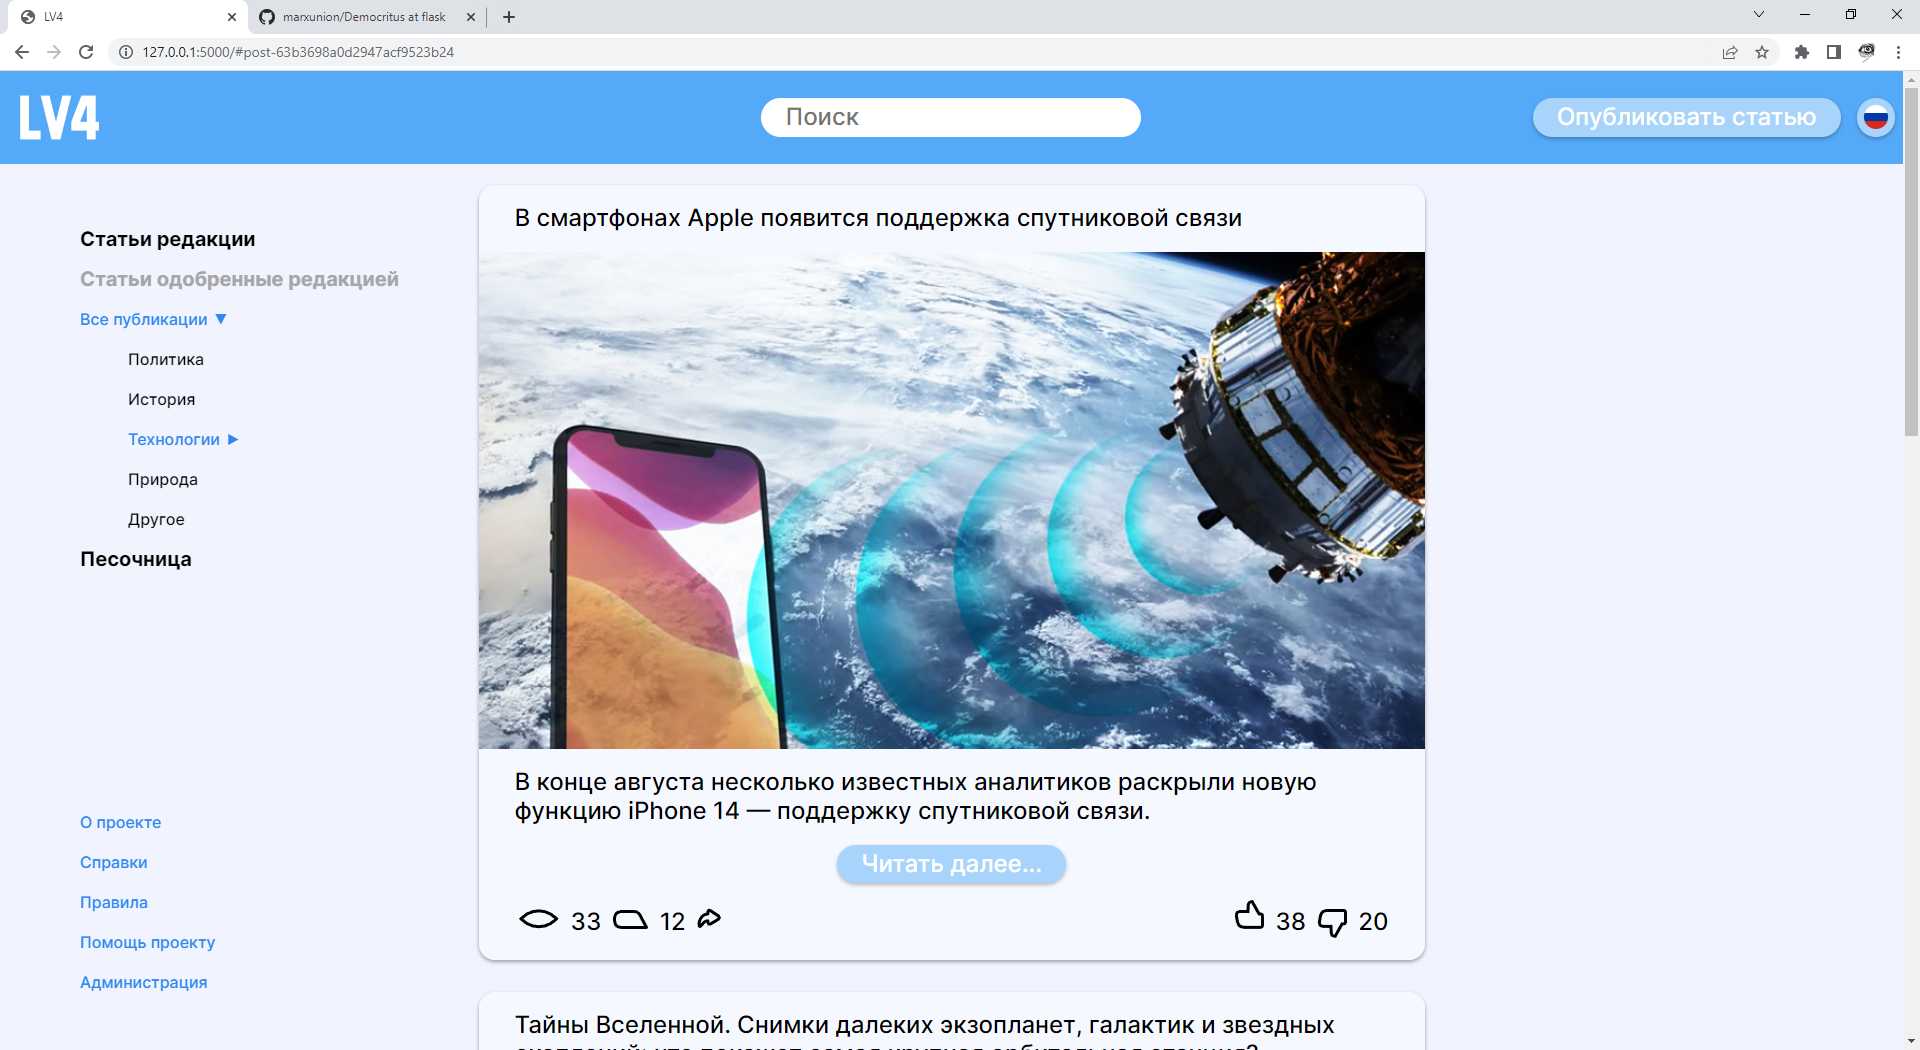 LV4
marxunion/Democritus at flask
127.0.0.1:5000/#post-63b3698a0d2947acf9523b24
LV4
Поиск
Опубликовать статью
Статьи редакции
Статьи одобренные редакцией
Все публикации ▼
Политика
История
Технологии ▶
Природа
Другое
Песочница
О проекте
Справки
Правила
Помощь проекту
Администрация
В смартфонах Apple появится поддержка спутниковой связи
В конце августа несколько известных аналитиков раскрыли новую
функцию iPhone 14 — поддержку спутниковой связи.
Читать далее...
33 12 38 20
Тайны Вселенной. Снимки далеких экзопланет, галактик и звездных